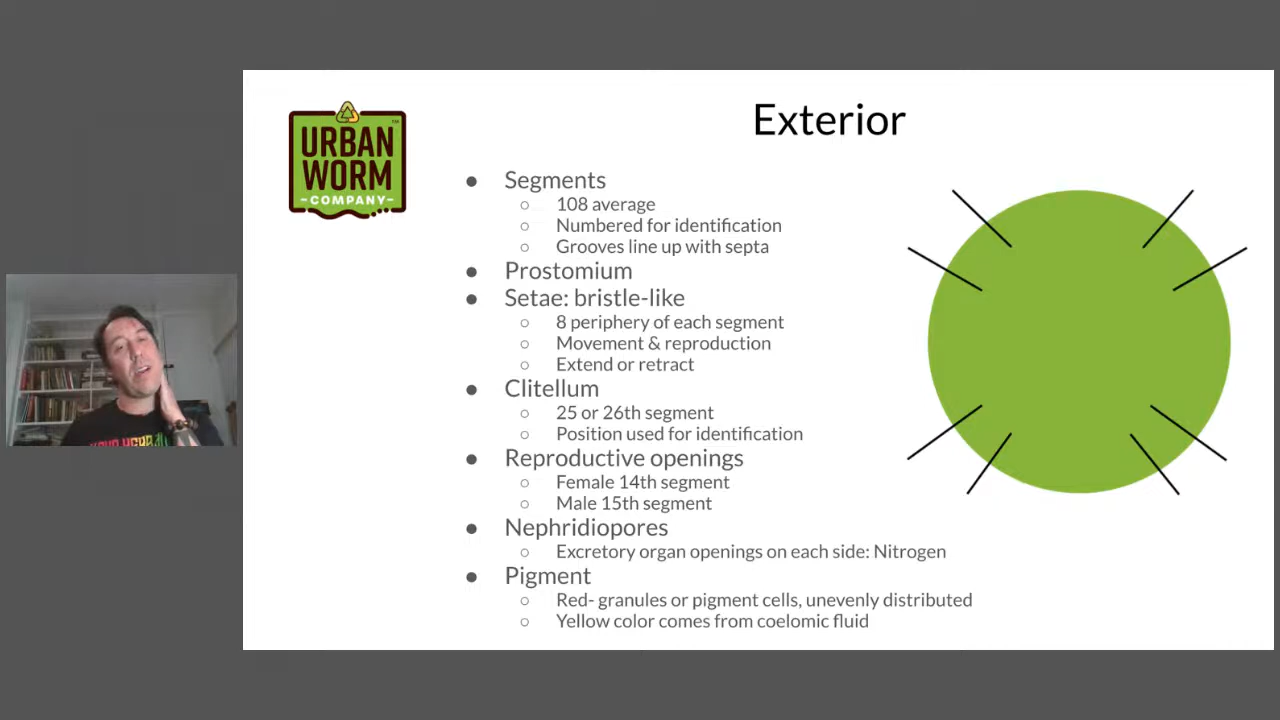 URBAN
WORM
-COMPANY-
™
Exterior
● Segments
○ 108 average
○ Numbered for identification
○ Grooves line up with septa
● Prostomium
● Setae: bristle-like
○ 8 periphery of each segment
○ Movement & reproduction
○ Extend or retract
● Clitellum
○ 25 or 26th segment
○ Position used for identification
● Reproductive openings
○ Female 14th segment
○ Male 15th segment
● Nephridiopores
○ Excretory organ openings on each side: Nitrogen
● Pigment
○ Red- granules or pigment cells, unevenly distributed
○ Yellow color comes from coelomic fluid